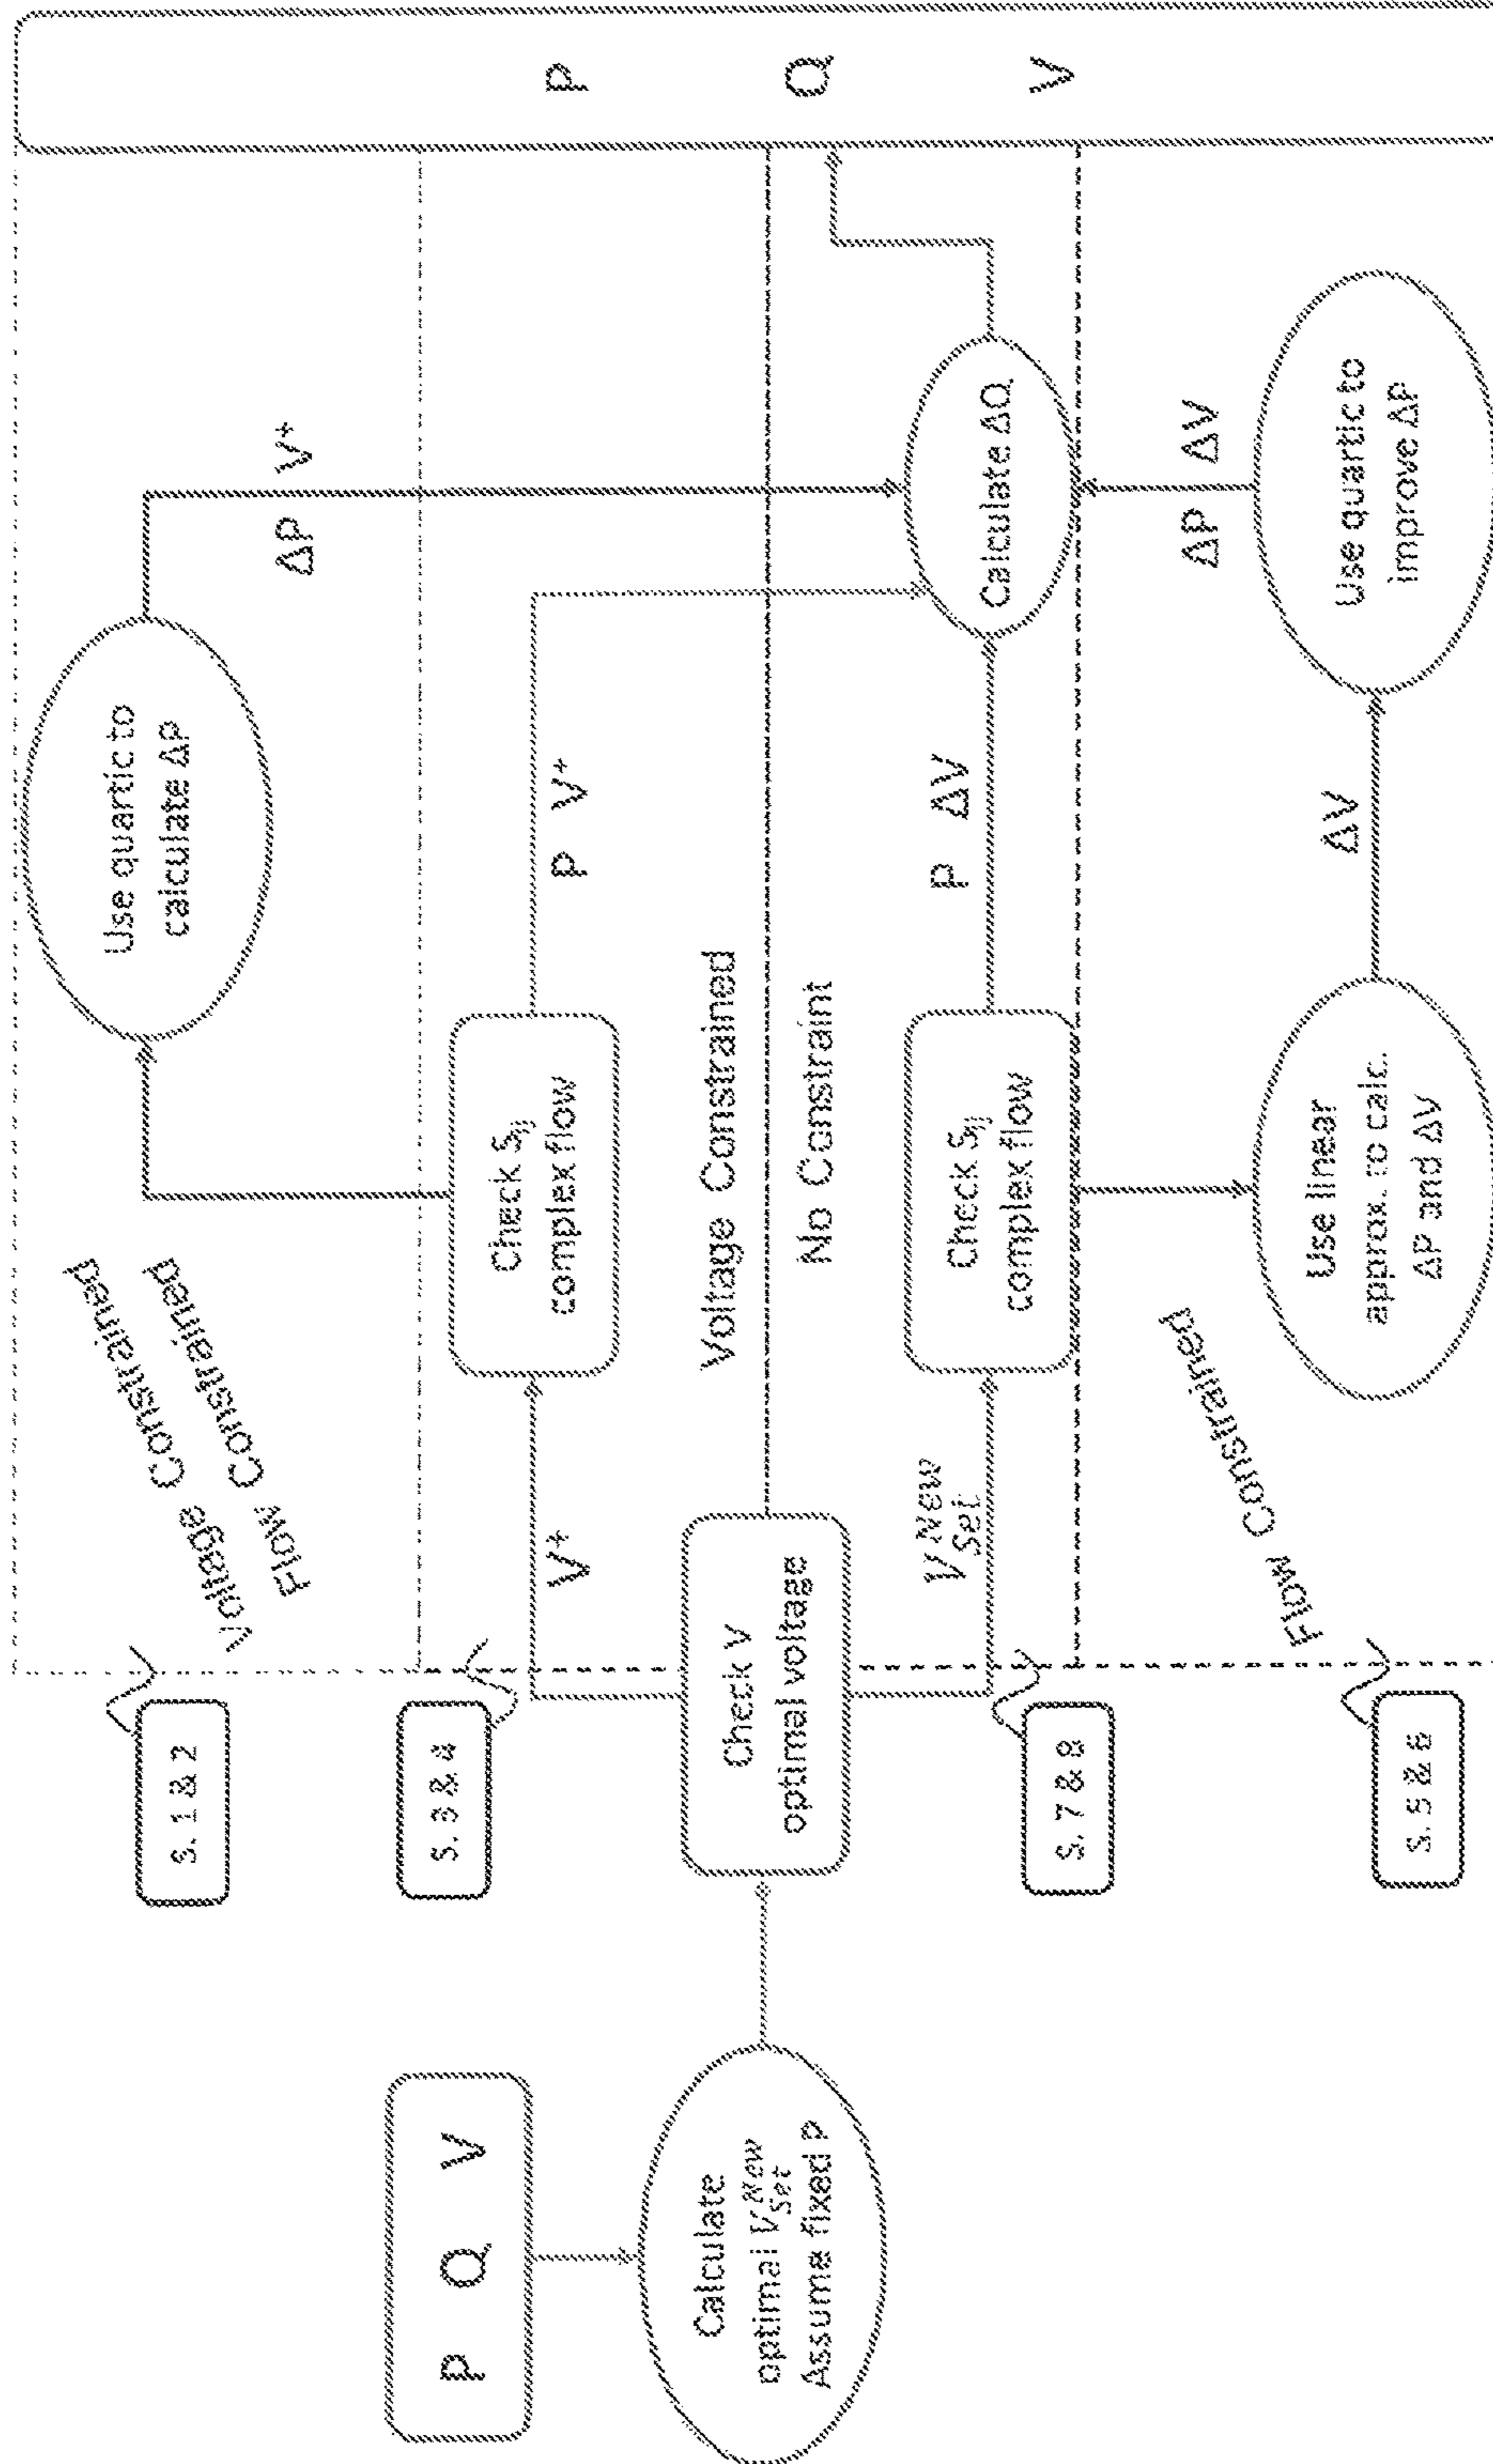 P Q V
Calculate
optimal V^New_Set
Assume fixed P
Check V
optimal voltage
S. 1 & 2
S. 3 & 4
S. 7 & 8
S. 5 & 6
Voltage Constrained
Flow Constrained
V+
V^New_Set
Flow Constrained
Check Sij
complex flow
Voltage Constrained
No Constraint
Check Sij
complex flow
Use linear
approx. to calc.
ΔP and ΔV
Use quartic to
calculate ΔP
P V+
P ΔV
ΔV
ΔP V+
Calculate ΔQ
ΔP ΔV
Use quartic to
improve ΔP
P Q V